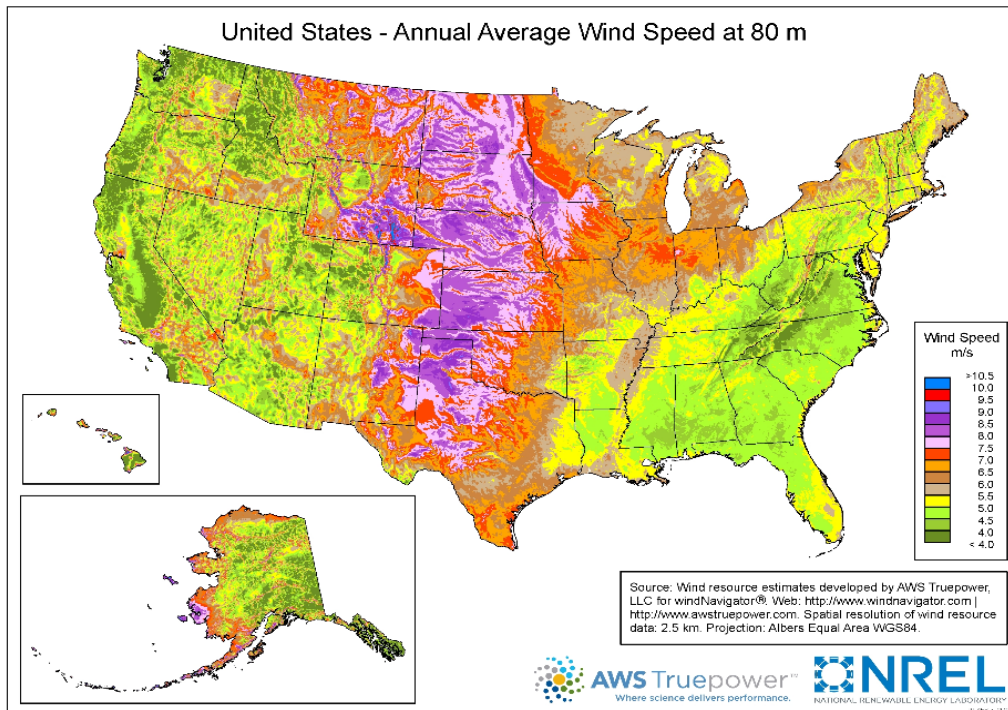 United States - Annual Average Wind Speed at 80 m
Wind Speed
m/s
>10.5
10.0
9.5
9.0
8.5
8.0
7.5
7.0
6.5
6.0
5.5
5.0
4.5
4.0
< 4.0
Source: Wind resource estimates developed by AWS Truepower,
LLC for windNavigator®. Web: http://www.windnavigator.com |
http://www.awstruepower.com. Spatial resolution of wind resource
data: 2.5 km. Projection: Albers Equal Area WGS84.
AWS Truepower™
Where science delivers performance.
NREL
NATIONAL RENEWABLE ENERGY LABORATORY